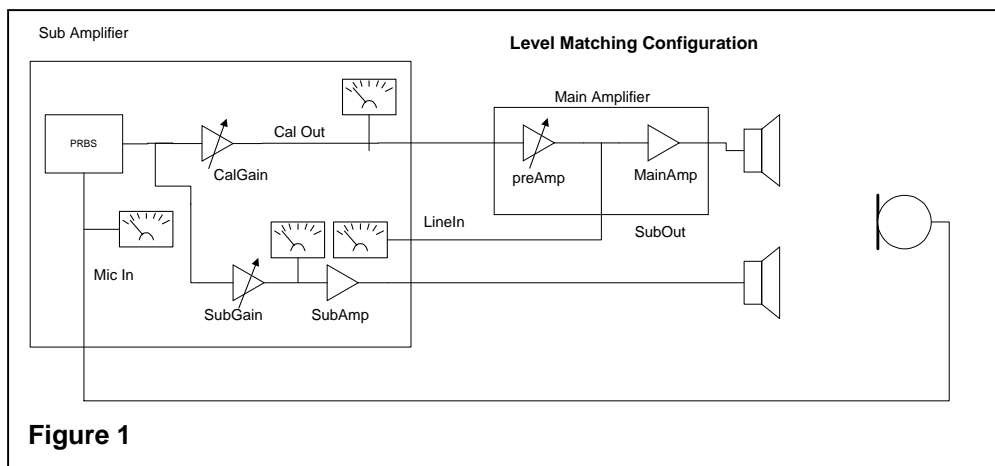 Sub Amplifier
Level Matching Configuration
Main Amplifier
PRBS
Cal Out
CalGain
preAmp
MainAmp
LineIn
SubOut
Mic In
SubGain
SubAmp
Figure 1